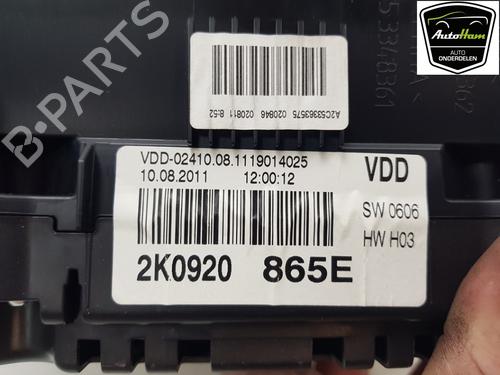 AutoHam
AUTO
ONDERDELEN
A2C53363575 020846 020811 8:52
VDD-02410.08.1119014025
10.08.2011 12:00:12
VDD
SW 0606
HW H03
2K0920 865E
B-PARTS